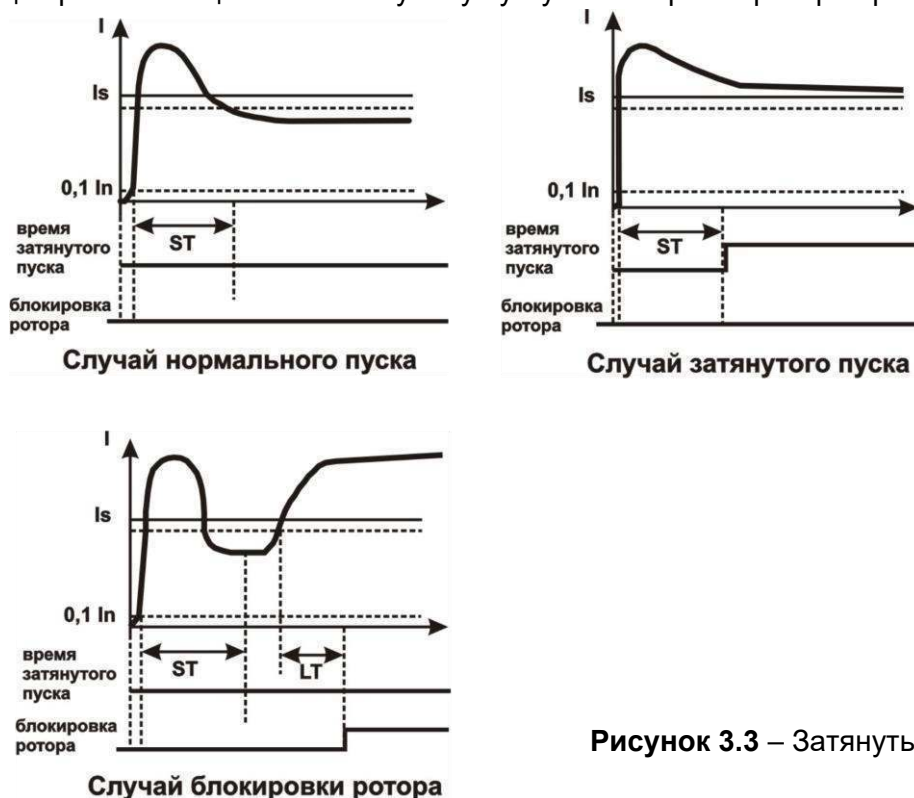 I
Is
0,1 In
время
затянутого
пуска
ST
блокировка
ротора
Случай нормального пуска
I
Is
0,1 In
время
затянутого
пуска
ST
блокировка
ротора
Случай затянутого пуска
I
Is
0,1 In
время
затянутого
пуска
ST
LT
блокировка
ротора
Случай блокировки ротора
Рисунок 3.3 –